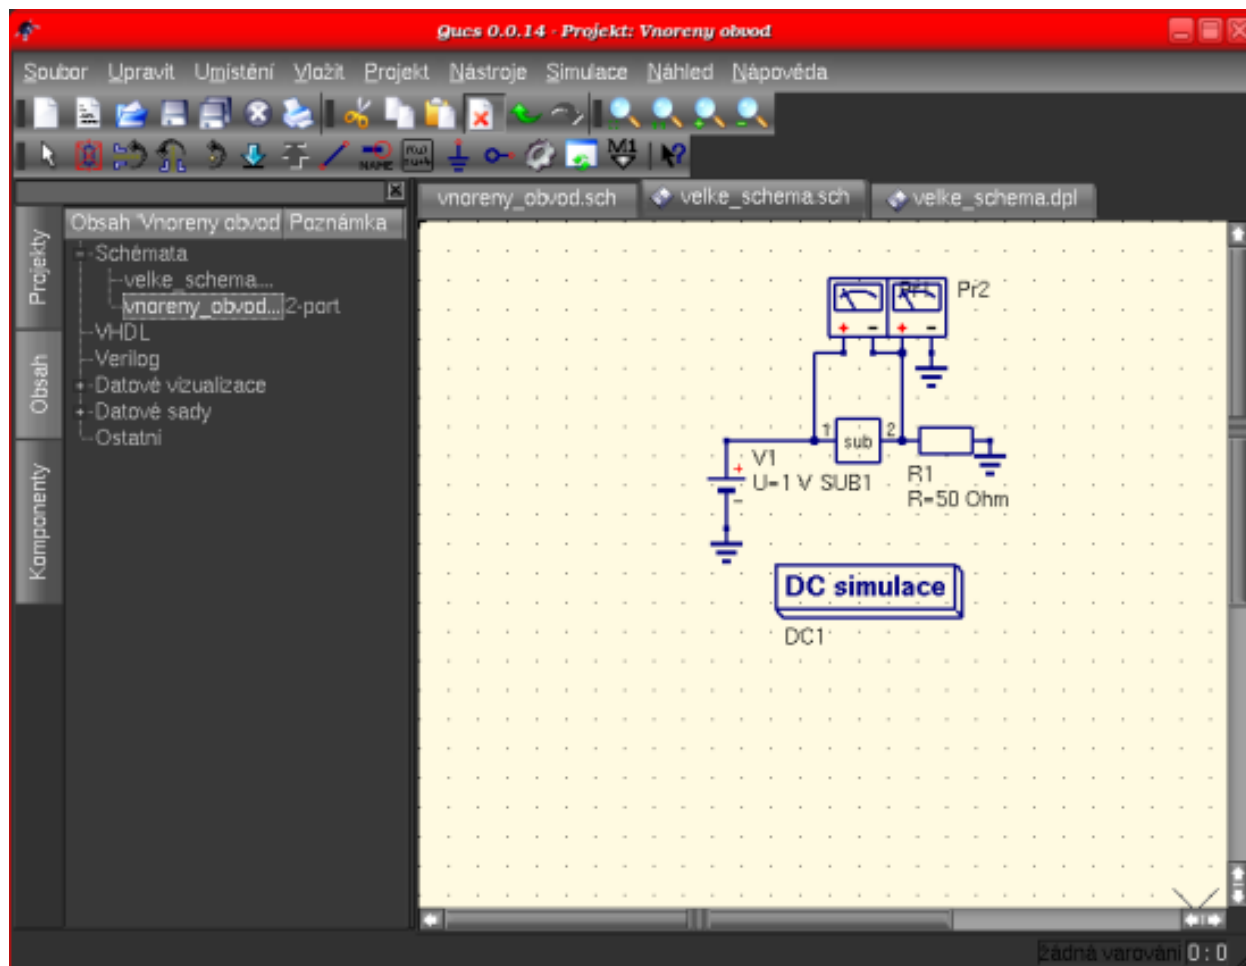 Qucs 0.0.14 - Projekt: Vnoreny obvod
Soubor Upravit Umístění Vložit Projekt Nástroje Simulace Náhled Nápověda
NAME
M1
vnoreny_obvod.sch velke_schema.sch velke_schema.dpl
Projekty
Obsah
Komponenty
Obsah 'Vnoreny obvod Poznámka
Schémata
velke_schema...
vnoreny_obvod... 2-port
VHDL
Verilog
Datové vizualizace
Datové sady
Ostatní
Pr1 Pr2
+ - + -
1 sub 2
V1
U=1 V
SUB1
R1
R=50 Ohm
DC simulace
DC1
žádná varování 0 : 0